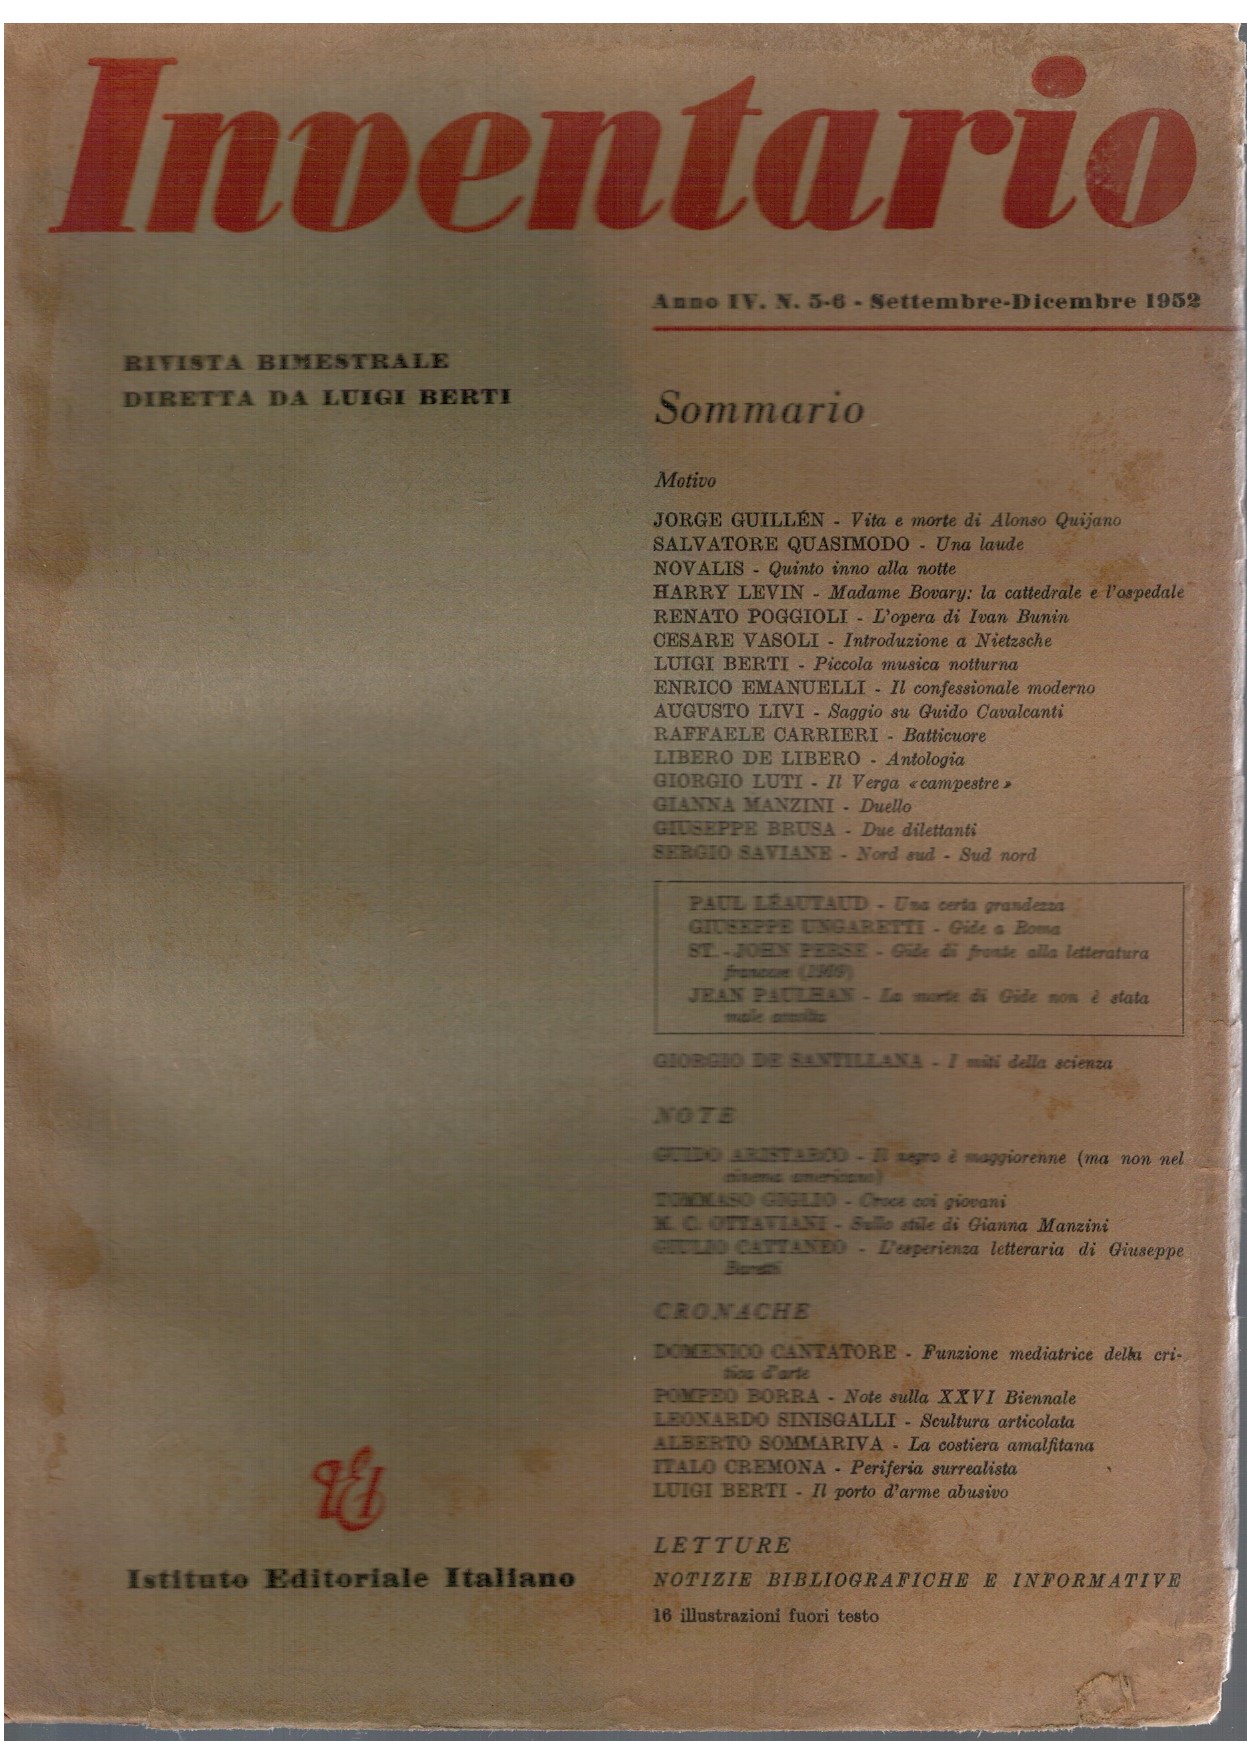 Inventario
Anno IV. N. 5-6 - Settembre-Dicembre 1952
RIVISTA BIMESTRALE
DIRETTA DA LUIGI BERTI
Sommario
Motivo
JORGE GUILLÉN - Vita e morte di Alonso Quijano
SALVATORE QUASIMODO - Una laude
NOVALIS - Quinto inno alla notte
HARRY LEVIN - Madame Bovary: la cattedrale e l'ospedale
RENATO POGGIOLI - L'opera di Ivan Bunin
CESARE VASOLI - Introduzione a Nietzsche
LUIGI BERTI - Piccola musica notturna
ENRICO EMANUELLI - Il confessionale moderno
AUGUSTO LIVI - Saggio su Guido Cavalcanti
RAFFAELE CARRIERI - Batticuore
LIBERO DE LIBERO - Antologia
GIORGIO LUTI - Il Verga «campestre»
GIANNA MANZINI - Duello
GIUSEPPE BRUSA - Due dilettanti
SERGIO SAVIANE - Nord sud - Sud nord
PAUL LÉAUTAUD - Una certa grandezza
GIUSEPPE UNGARETTI - Gide a Roma
ST.-JOHN PERSE - Gide di fronte alla letteratura
francese (1909)
JEAN PAULHAN - La morte di Gide non è stata
male accolta
GIORGIO DE SANTILLANA - I miti della scienza
NOTE
GUIDO ARISTARCO - Il negro è maggiorenne (ma non nel
cinema americano)
TOMMASO GIGLIO - Croce coi giovani
M. C. OTTAVIANI - Sullo stile di Gianna Manzini
GIULIO CATTANEO - L'esperienza letteraria di Giuseppe
Baretti
CRONACHE
DOMENICO CANTATORE - Funzione mediatrice della cri-
tica d'arte
POMPEO BORRA - Note sulla XXVI Biennale
LEONARDO SINISGALLI - Scultura articolata
ALBERTO SOMMARIVA - La costiera amalfitana
ITALO CREMONA - Periferia surrealista
LUIGI BERTI - Il porto d'arme abusivo
IEI
Istituto Editoriale Italiano
LETTURE
NOTIZIE BIBLIOGRAFICHE E INFORMATIVE
16 illustrazioni fuori testo